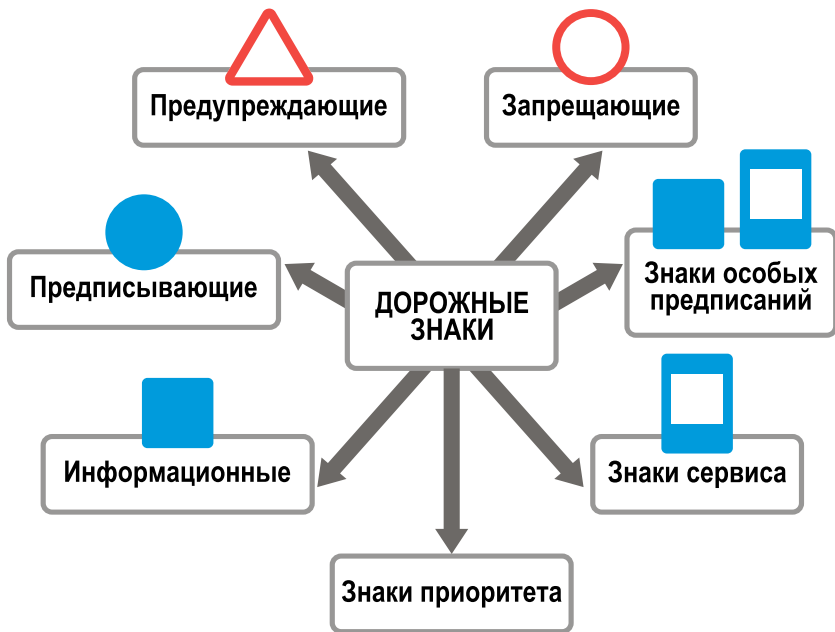 Предупреждающие
Запрещающие
Предписывающие
ДОРОЖНЫЕ
ЗНАКИ
Знаки особых
предписаний
Информационные
Знаки сервиса
Знаки приоритета